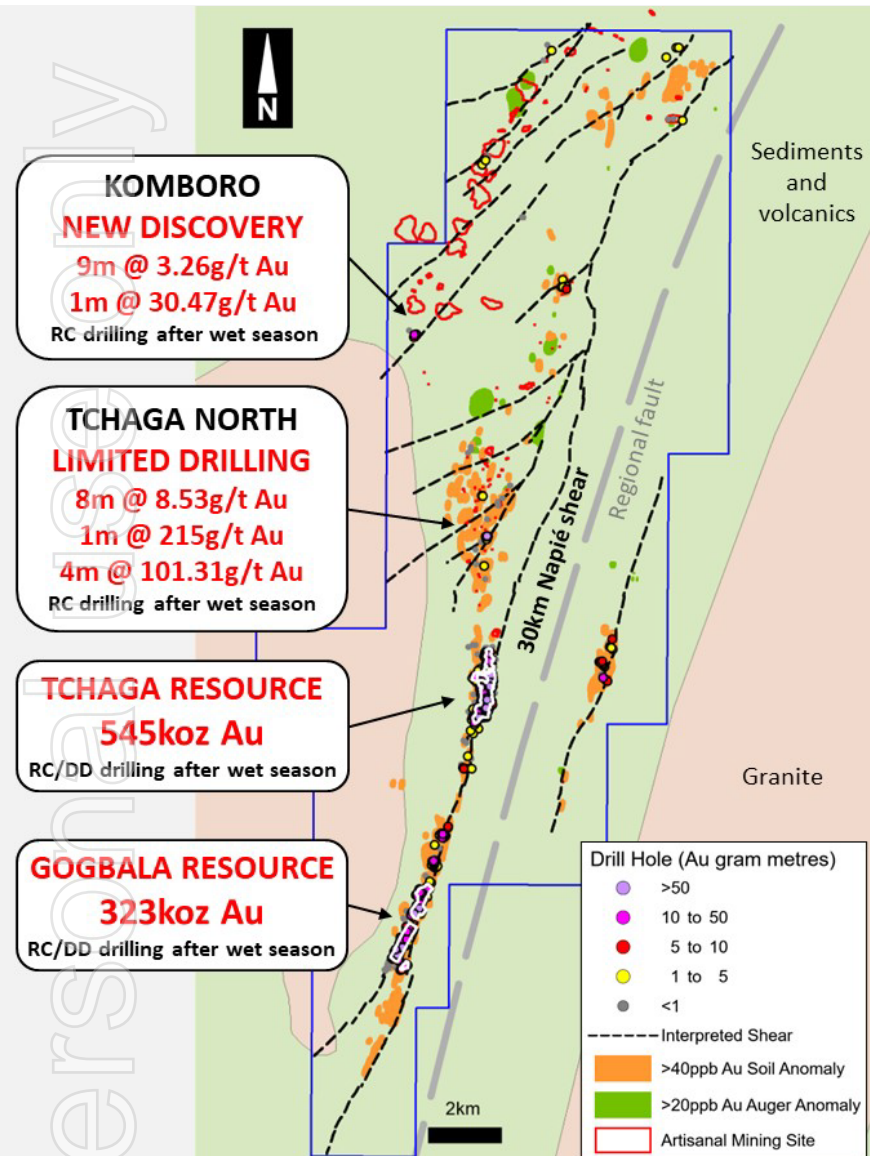 N
KOMBORO
NEW DISCOVERY
9m @ 3.26g/t Au
1m @ 30.47g/t Au
RC drilling after wet season
TCHAGA NORTH
LIMITED DRILLING
8m @ 8.53g/t Au
1m @ 215g/t Au
4m @ 101.31g/t Au
RC drilling after wet season
TCHAGA RESOURCE
545koz Au
RC/DD drilling after wet season
GOGBALA RESOURCE
323koz Au
RC/DD drilling after wet season
Sediments
and
volcanics
Regional fault
30km Napié shear
Granite
2km
Drill Hole (Au gram metres)
>50
10 to 50
5 to 10
1 to 5
<1
Interpreted Shear
>40ppb Au Soil Anomaly
>20ppb Au Auger Anomaly
Artisanal Mining Site
ersonal use only